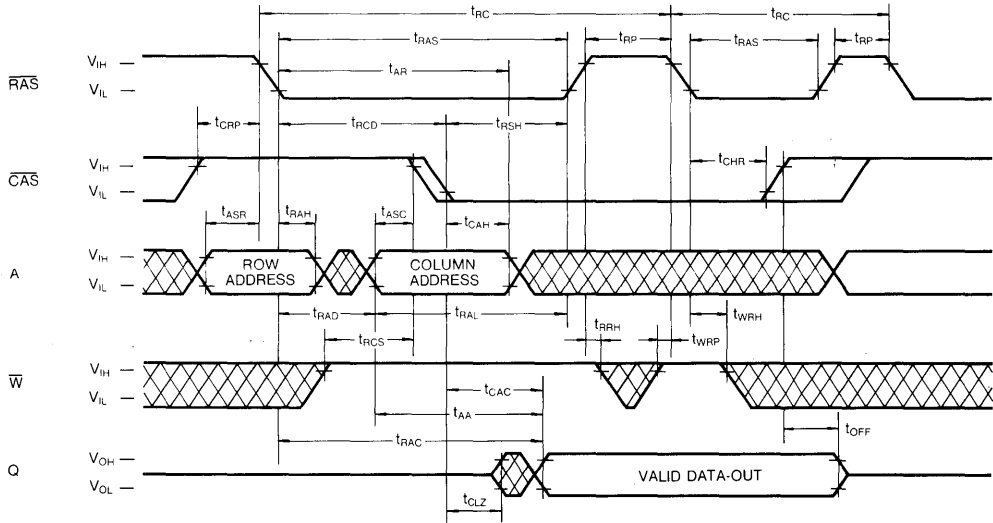 tRC tRC
tRAS tRP tRAS tRP
tAR
RAS VIH
VIL
tCRP tRCD tRSH
CAS VIH
VIL
tCHR
tASR tRAH tASC tCAH
A VIH
VIL
ROW ADDRESS
COLUMN ADDRESS
tRAD tRAL tWRH
tRCS tRRH tWRP
W VIH
VIL
tCAC
tAA
tRAC tOFF
Q VOH
VOL
VALID DATA-OUT
tCLZ